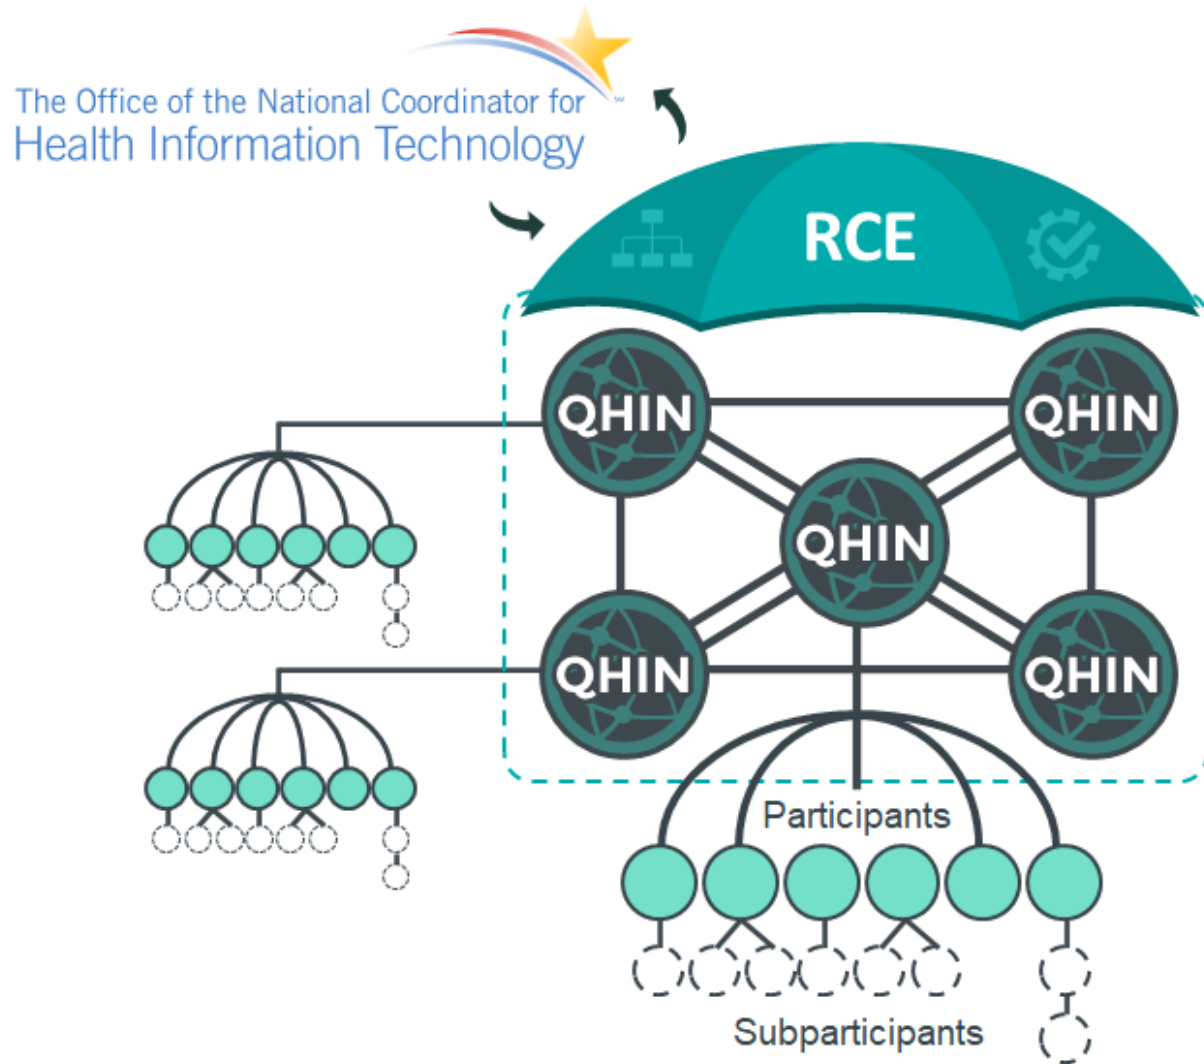 The Office of the National Coordinator for
Health Information Technology
RCE
QHIN
QHIN
QHIN
QHIN
QHIN
Participants
Subparticipants